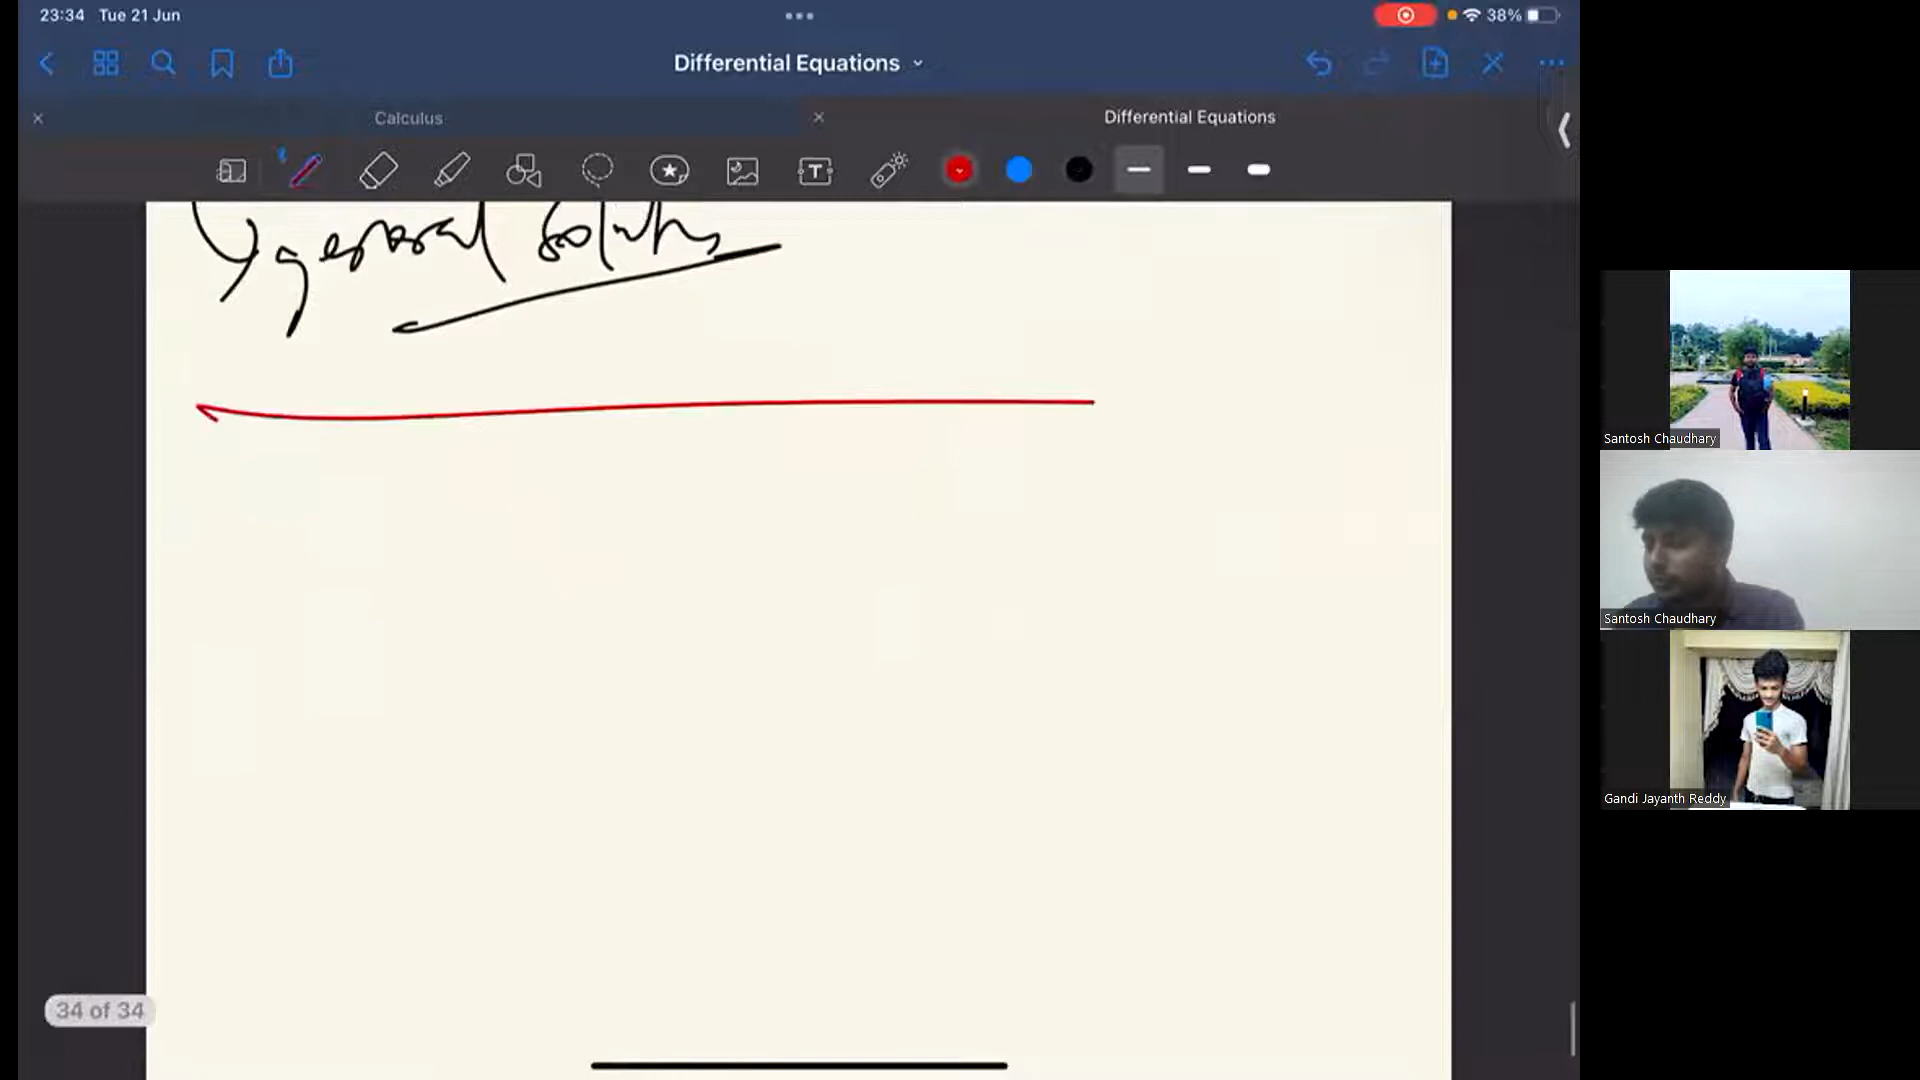 23:34 Tue 21 Jun
38%
Differential Equations
Calculus
Differential Equations
T
general solution
Santosh Chaudhary
Santosh Chaudhary
Gandi Jayanth Reddy
34 of 34